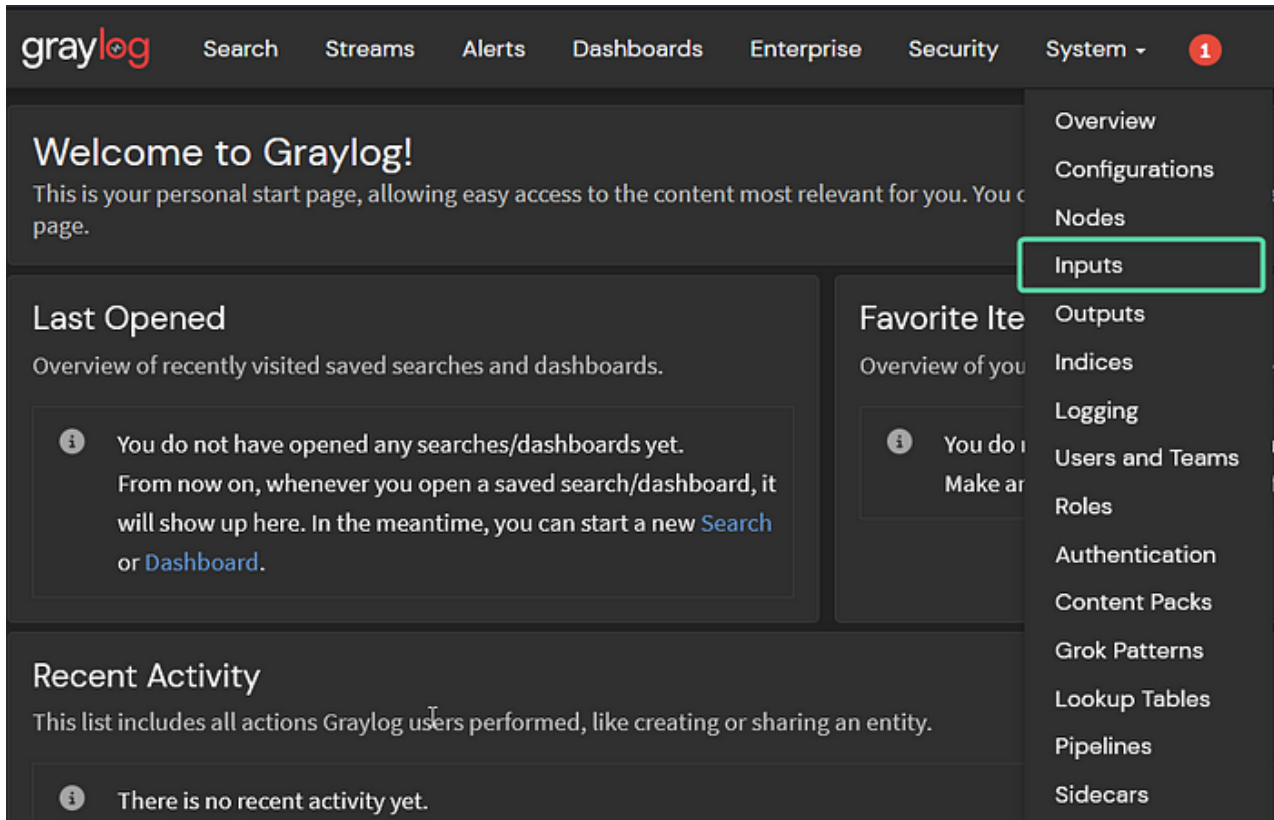 graylog Search Streams Alerts Dashboards Enterprise Security System 1
Welcome to Graylog!
This is your personal start page, allowing easy access to the content most relevant for you. You
page.
Last Opened
Overview of recently visited saved searches and dashboards.
You do not have opened any searches/dashboards yet.
From now on, whenever you open a saved search/dashboard, it
will show up here. In the meantime, you can start a new Search
or Dashboard.
Favorite Ite
Overview of you
You do
Make an
Recent Activity
This list includes all actions Graylog users performed, like creating or sharing an entity.
There is no recent activity yet.
Overview
Configurations
Nodes
Inputs
Outputs
Indices
Logging
Users and Teams
Roles
Authentication
Content Packs
Grok Patterns
Lookup Tables
Pipelines
Sidecars